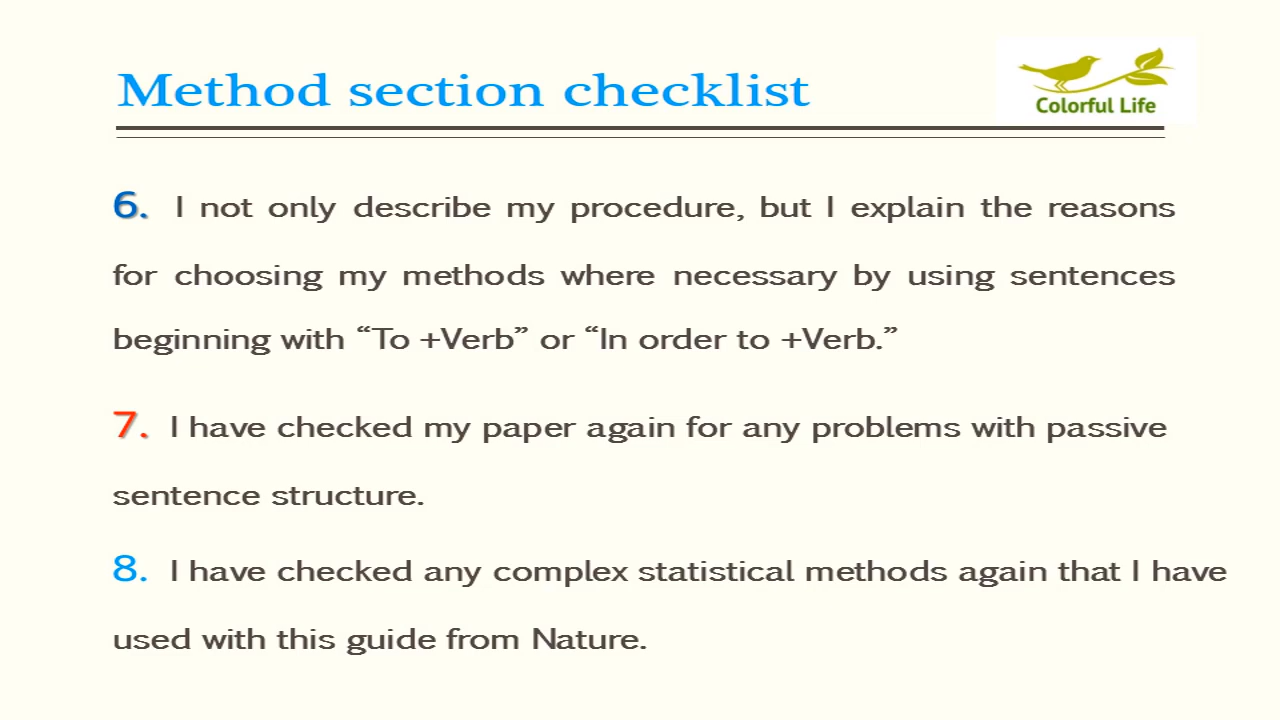 Method section checklist
Colorful Life
6. I not only describe my procedure, but I explain the reasons
for choosing my methods where necessary by using sentences
beginning with “To +Verb” or “In order to +Verb.”
7. I have checked my paper again for any problems with passive
sentence structure.
8. I have checked any complex statistical methods again that I have
used with this guide from Nature.